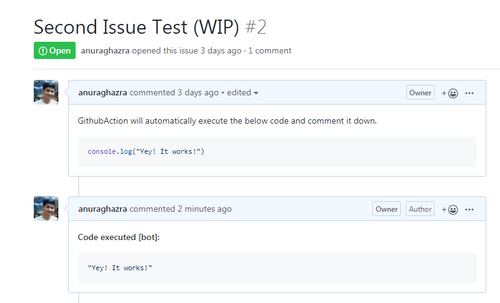 Second Issue Test (WIP) #2
Open anuraghazra opened this issue 3 days ago · 1 comment
anuraghazra commented 3 days ago • edited Owner
GithubAction will automatically execute the below code and comment it down.
console.log("Yey! It works!")
anuraghazra commented 2 minutes ago Owner Author
Code executed [bot]:
"Yey! It works!"